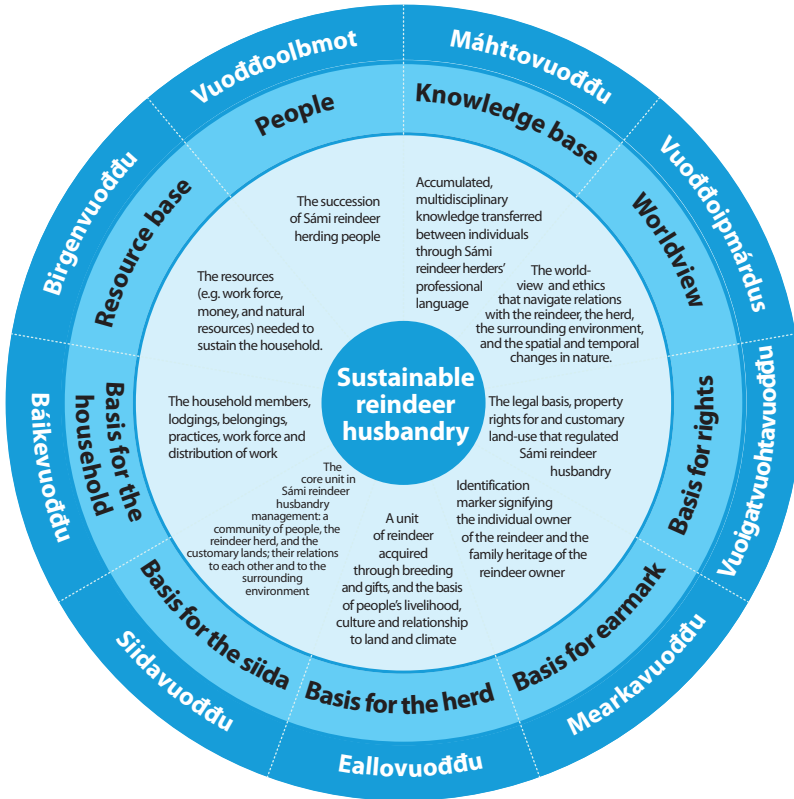 Vuođđoolbmot
Máhttovuođđu
Vuođđoipmárdus
Vuoigatvuohtavuođđu
Mearkavuođđu
Eallovuođđu
Siidavuođđu
Báikevuođđu
Birgenvuođđu
People
Knowledge base
Worldview
Basis for rights
Basis for earmark
Basis for the herd
Basis for the siida
Basis for the
household
Resource base
The succession
of Sámi reindeer
herding people
Accumulated,
multidisciplinary
knowledge transferred
between individuals
through Sámi
reindeer herders’
professional
language
The world-
view and ethics
that navigate relations
with the reindeer, the herd,
the surrounding environment,
and the spatial and temporal
changes in nature.
The legal basis, property
rights for and customary
land-use that regulated
Sámi reindeer
husbandry
Identification
marker signifying
the individual owner
of the reindeer and the
family heritage of the
reindeer owner
A unit
of reindeer
acquired
through breeding
and gifts, and the basis
of people’s livelihood,
culture and relationship
to land and climate
The
core unit in
Sámi reindeer
husbandry
management: a
community of people, the
reindeer herd, and the
customary lands; their relations
to each other and to the
surrounding
environment
The household members,
lodgings, belongings,
practices, work force and
distribution of work
The resources
(e.g. work force,
money, and natural
resources) needed to
sustain the household.
Sustainable
reindeer
husbandry